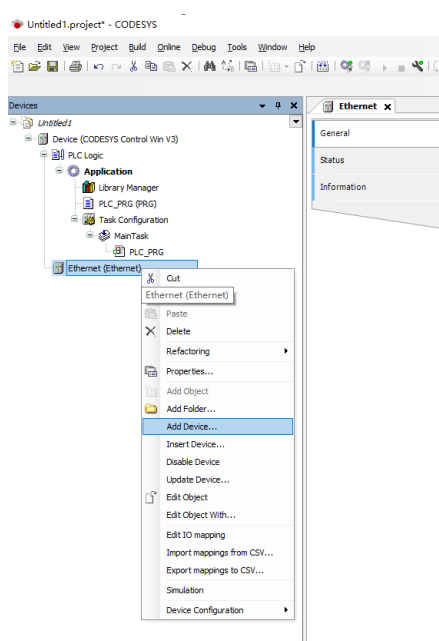 Untitled1.project* - CODESYS
File Edit View Project Build Online Debug Tools Window Help
Devices
Ethernet
Untitled1
General
Device (CODESYS Control Win V3)
PLC Logic
Status
Application
Library Manager
Information
PLC_PRG (PRG)
Task Configuration
MainTask
PLC_PRG
Ethernet (Ethernet)
Cut
Ethernet (Ethernet)
Paste
Delete
Refactoring
Properties...
Add Object
Add Folder...
Add Device...
Insert Device...
Disable Device
Update Device...
Edit Object
Edit Object With...
Edit IO mapping
Import mappings from CSV...
Export mappings to CSV...
Simulation
Device Configuration